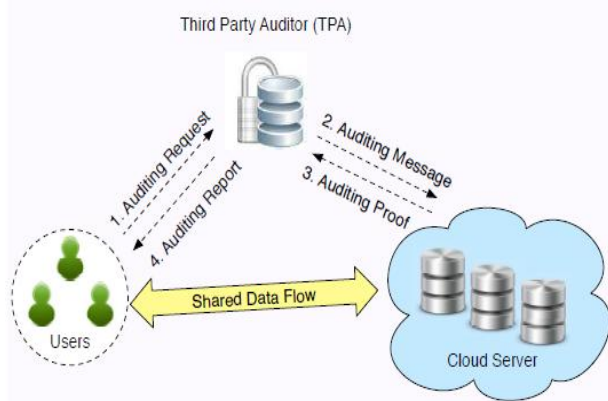 Third Party Auditor (TPA)
1. Auditing Request
4. Auditing Report
2. Auditing Message
3. Auditing Proof
Users
Shared Data Flow
Cloud Server